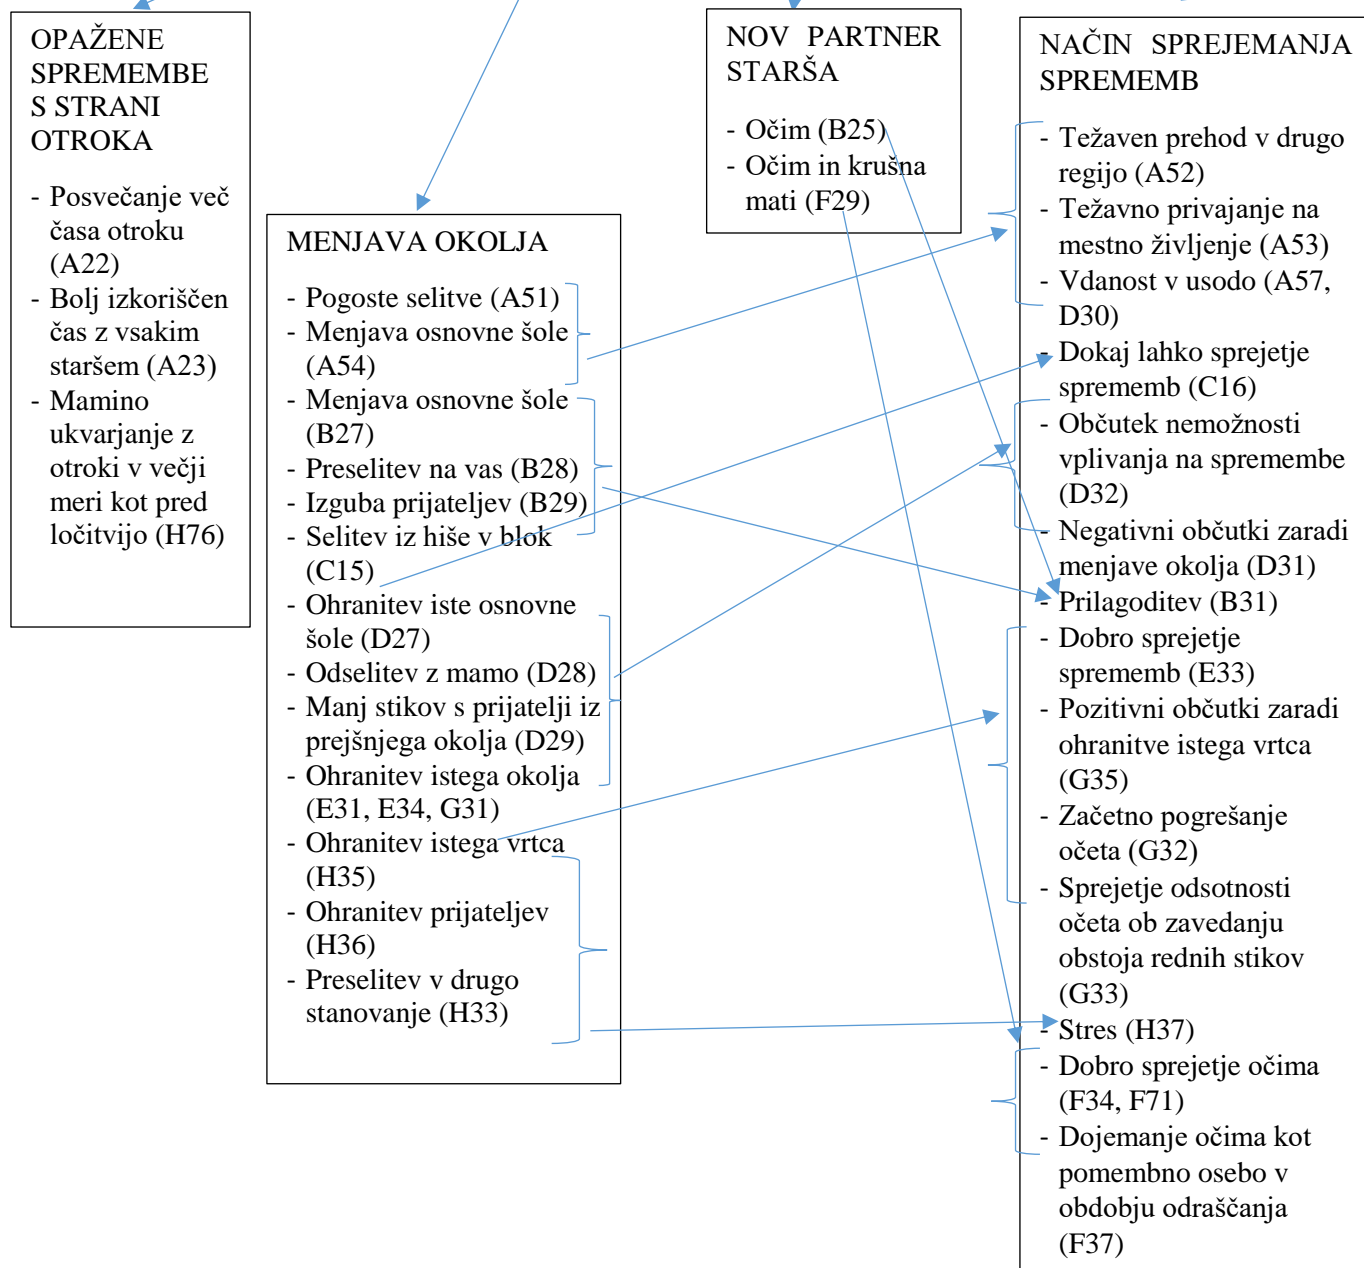 OPAŽENE
SPREMEMBE
S STRANI
OTROKA
- Posvečanje več
časa otroku
(A22)
- Bolj izkoriščen
čas z vsakim
staršem (A23)
- Mamino
ukvarjanje z
otroki v večji
meri kot pred
ločitvijo (H76)
MENJAVA OKOLJA
- Pogoste selitve (A51)
- Menjava osnovne šole
(A54)
- Menjava osnovne šole
(B27)
- Preselitev na vas (B28)
- Izguba prijateljev (B29)
- Selitev iz hiše v blok
(C15)
- Ohranitev iste osnovne
šole (D27)
- Odselitev z mamo (D28)
- Manj stikov s prijatelji iz
prejšnjega okolja (D29)
- Ohranitev istega okolja
(E31, E34, G31)
- Ohranitev istega vrtca
(H35)
- Ohranitev prijateljev
(H36)
- Preselitev v drugo
stanovanje (H33)
NOV PARTNER
STARŠA
- Očim (B25)
- Očim in krušna
mati (F29)
NAČIN SPREJEMANJA
SPREMEMB
- Težaven prehod v drugo
regijo (A52)
- Težavno privajanje na
mestno življenje (A53)
- Vdanost v usodo (A57,
D30)
- Dokaj lahko sprejetje
sprememb (C16)
- Občutek nemožnosti
vplivanja na spremembe
(D32)
- Negativni občutki zaradi
menjave okolja (D31)
- Prilagoditev (B31)
- Dobro sprejetje
sprememb (E33)
- Pozitivni občutki zaradi
ohranitve istega vrtca
(G35)
- Začetno pogrešanje
očeta (G32)
- Sprejetje odsotnosti
očeta ob zavedanju
obstoja rednih stikov
(G33)
- Stres (H37)
- Dobro sprejetje očima
(F34, F71)
- Dojemanje očima kot
pomembno osebo v
obdobju odraščanja
(F37)